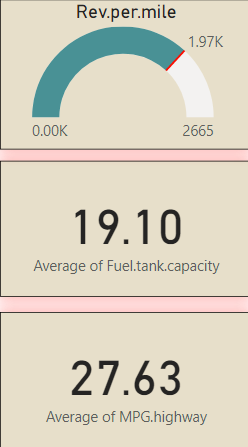 Rev.per.mile
1.97K
0.00K 2665
19.10
Average of Fuel.tank.capacity
27.63
Average of MPG.highway